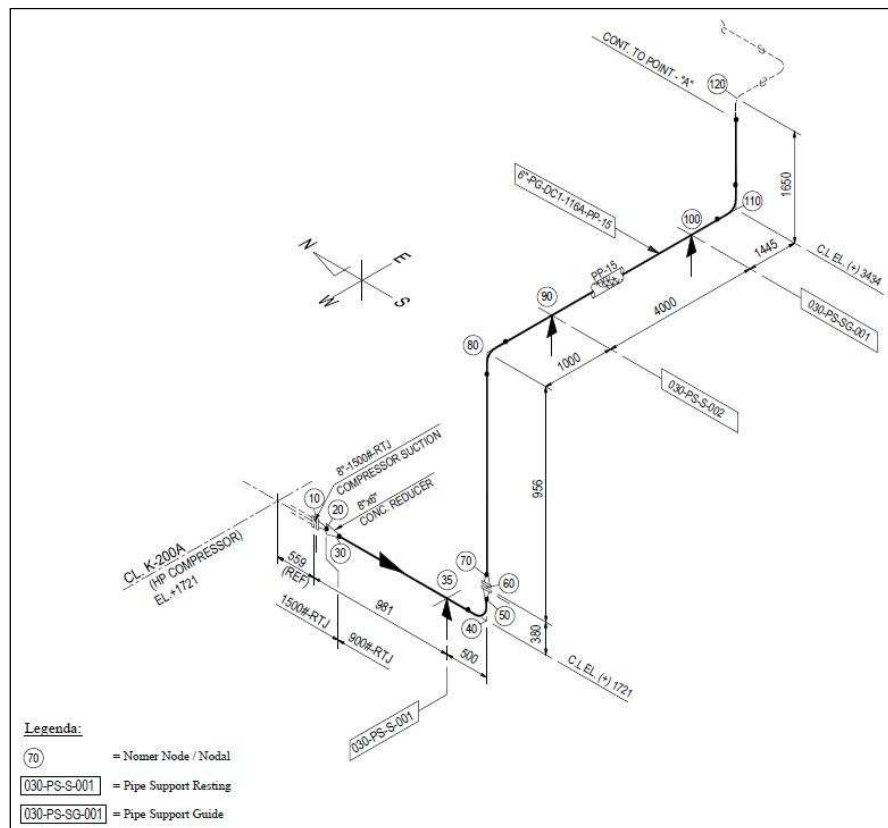 CONT. TO POINT - "A"
120
6"-PG-DC1-116A-PP-15
1650
110
100
1445
C.L EL. (+) 3434
030-PS-SG-001
PP-15
90
4000
80
1000
030-PS-S-002
N
E
W
S
956
8"-1500#-RTJ
COMPRESSOR SUCTION
8"x6"
CONC. REDUCER
10
20
30
CL. K-200A
(HP COMPRESSOR)
EL.+1721
559
(REF)
981
1500#-RTJ
900#-RTJ
35
70
60
50
40
380
500
C.L EL. (+) 1721
030-PS-S-001
Legenda:
70 = Nomer Node / Nodal
030-PS-S-001 = Pipe Support Resting
030-PS-SG-001 = Pipe Support Guide